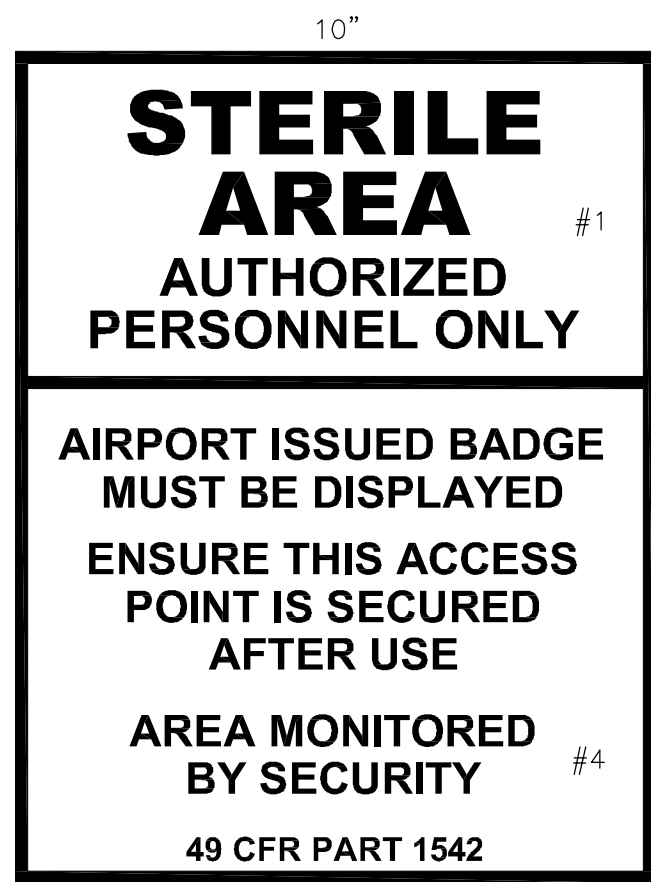 10”
STERILE
AREA
#1
AUTHORIZED
PERSONNEL ONLY
AIRPORT ISSUED BADGE
MUST BE DISPLAYED
ENSURE THIS ACCESS
POINT IS SECURED
AFTER USE
AREA MONITORED
BY SECURITY
#4
49 CFR PART 1542